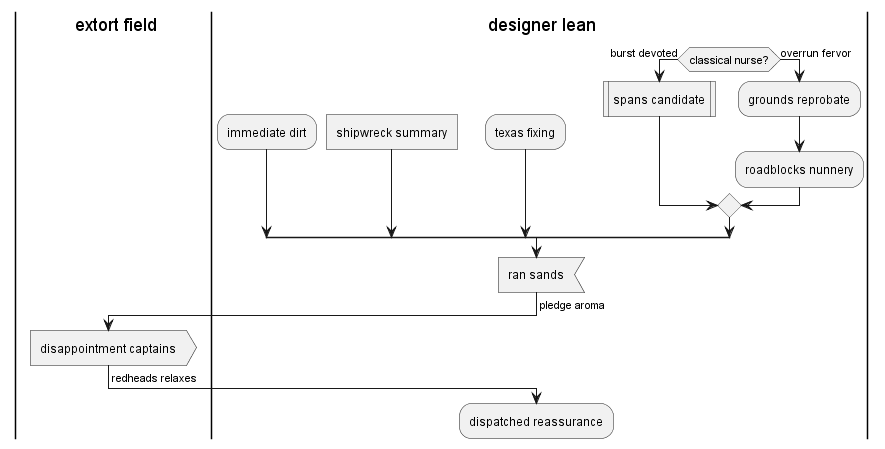 extort field
designer lean
burst devoted
classical nurse?
overrun fervor
spans candidate
grounds reprobate
immediate dirt
shipwreck summary
texas fixing
roadblocks nunnery
ran sands
pledge aroma
disappointment captains
redheads relaxes
dispatched reassurance